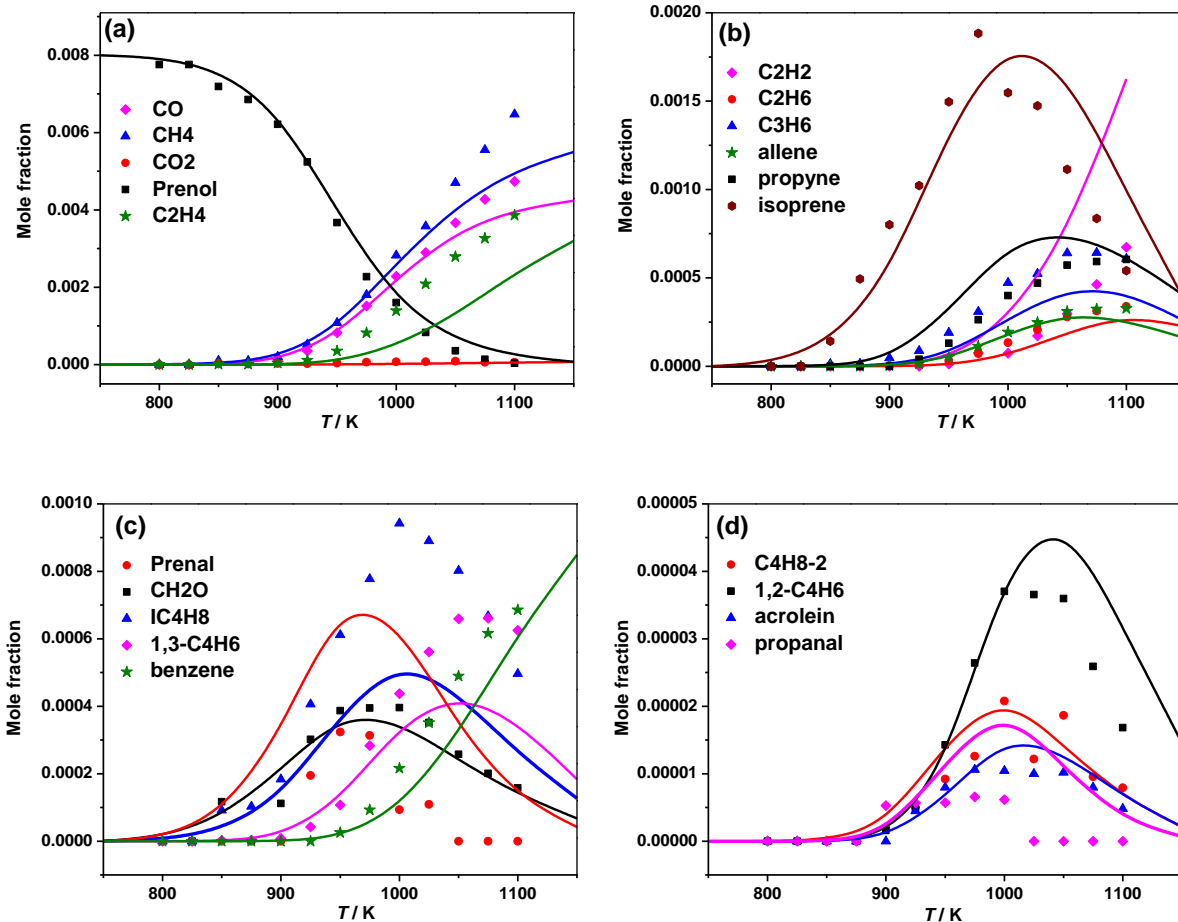 (a)
0.008
0.006
0.004
0.002
0.000
Mole fraction
CO
CH4
CO2
Prenol
C2H4
800 900 1000 1100
T / K
(b)
0.0020
0.0015
0.0010
0.0005
0.0000
Mole fraction
C2H2
C2H6
C3H6
allene
propyne
isoprene
800 900 1000 1100
T / K
(c)
0.0010
0.0008
0.0006
0.0004
0.0002
0.0000
Mole fraction
Prenal
CH2O
IC4H8
1,3-C4H6
benzene
800 900 1000 1100
T / K
(d)
0.00005
0.00004
0.00003
0.00002
0.00001
0.00000
Mole fraction
C4H8-2
1,2-C4H6
acrolein
propanal
800 900 1000 1100
T / K